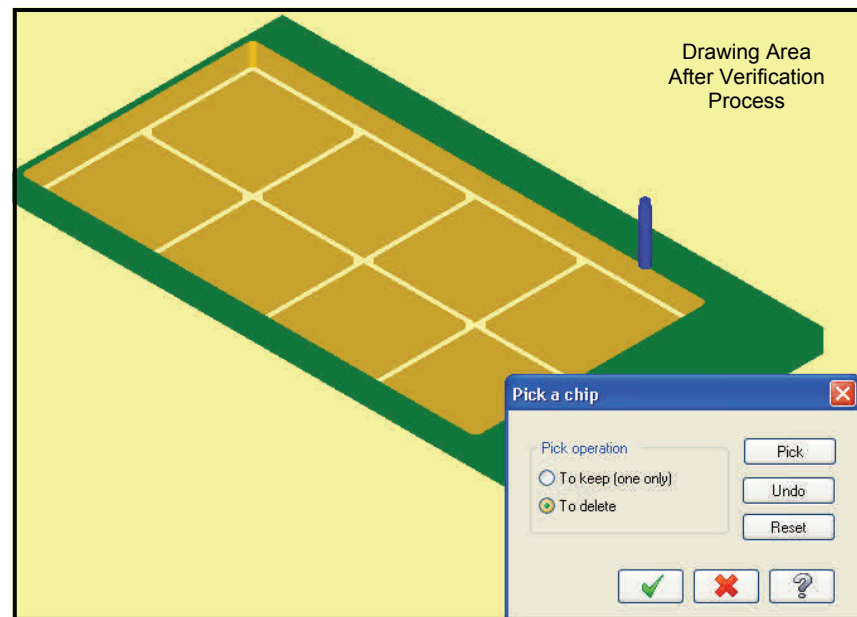 Drawing Area
After Verification
Process
Pick a chip
Pick operation
To keep (one only)
To delete
Pick
Undo
Reset
?